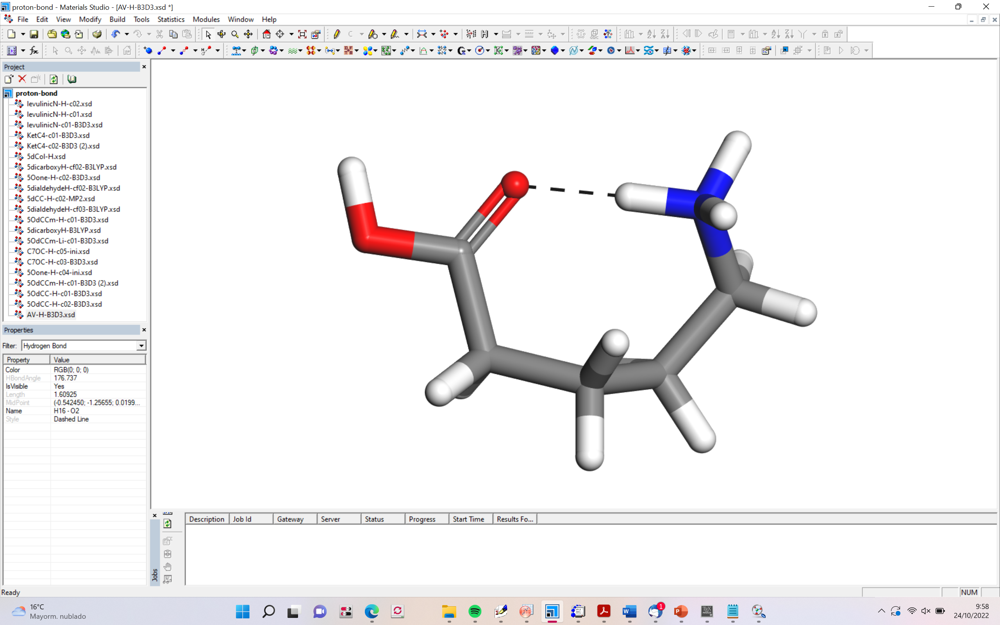 proton-bond - Materials Studio - [AV-H-B3D3.xsd *]
File Edit View Modify Build Tools Statistics Modules Window Help
Project
proton-bond
levulinicN-H-c02.xsd
levulinicN-H-c01.xsd
levulinicN-c01-B3D3.xsd
KetC4-c01-B3D3.xsd
KetC4-c02-B3D3 (2).xsd
5dCol-H.xsd
5dicarboxyH-cf02-B3LYP.xsd
5Oone-H-c02-B3D3.xsd
5dialdehydeH-cf02-B3LYP.xsd
5dCC-H-c02-MP2.xsd
5dialdehydeH-cf03-B3LYP.xsd
5OdCCm-H-c01-B3D3.xsd
5dicarboxyH-B3LYP.xsd
5OdCCm-Li-c01-B3D3.xsd
C7OC-H-c05-ini.xsd
C7OC-H-c03-B3D3.xsd
5Oone-H-c04-ini.xsd
5OdCCm-H-c01-B3D3 (2).xsd
5OdCC-H-c01-B3D3.xsd
5OdCC-H-c02-B3D3.xsd
AV-H-B3D3.xsd
Properties
Filter: Hydrogen Bond
Property Value
Color RGB(0; 0; 0)
HBondAngle 176.737
IsVisible Yes
Length 1.60925
MidPoint (-0.542450; -1.25655; 0.0199...
Name H16 - O2
Style Dashed Line
Jobs
Description Job Id Gateway Server Status Progress Start Time Results Fo...
Ready
NUM
16°C
Mayorm. nublado
1
9:58
24/10/2022